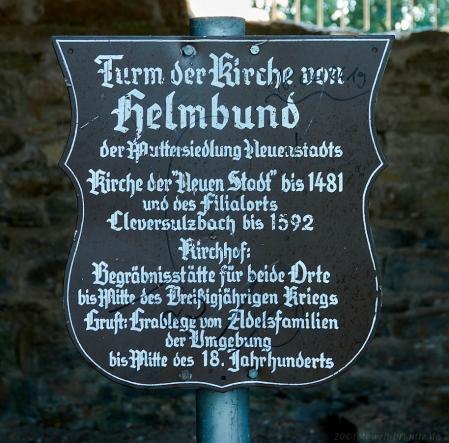 Turm der Kirche von
Helmbund
der Muttersiedlung Neuenstadts
Kirche der "Neuen Stadt" bis 1481
und des Filialorts
Cleversulzbach bis 1592
Kirchhof:
Begräbnisstätte für beide Orte
bis Mitte des Dreißigjährigen Kriegs
Gruft: Grablege von Adelsfamilien
der Umgebung
bis Mitte des 18. Jahrhunderts